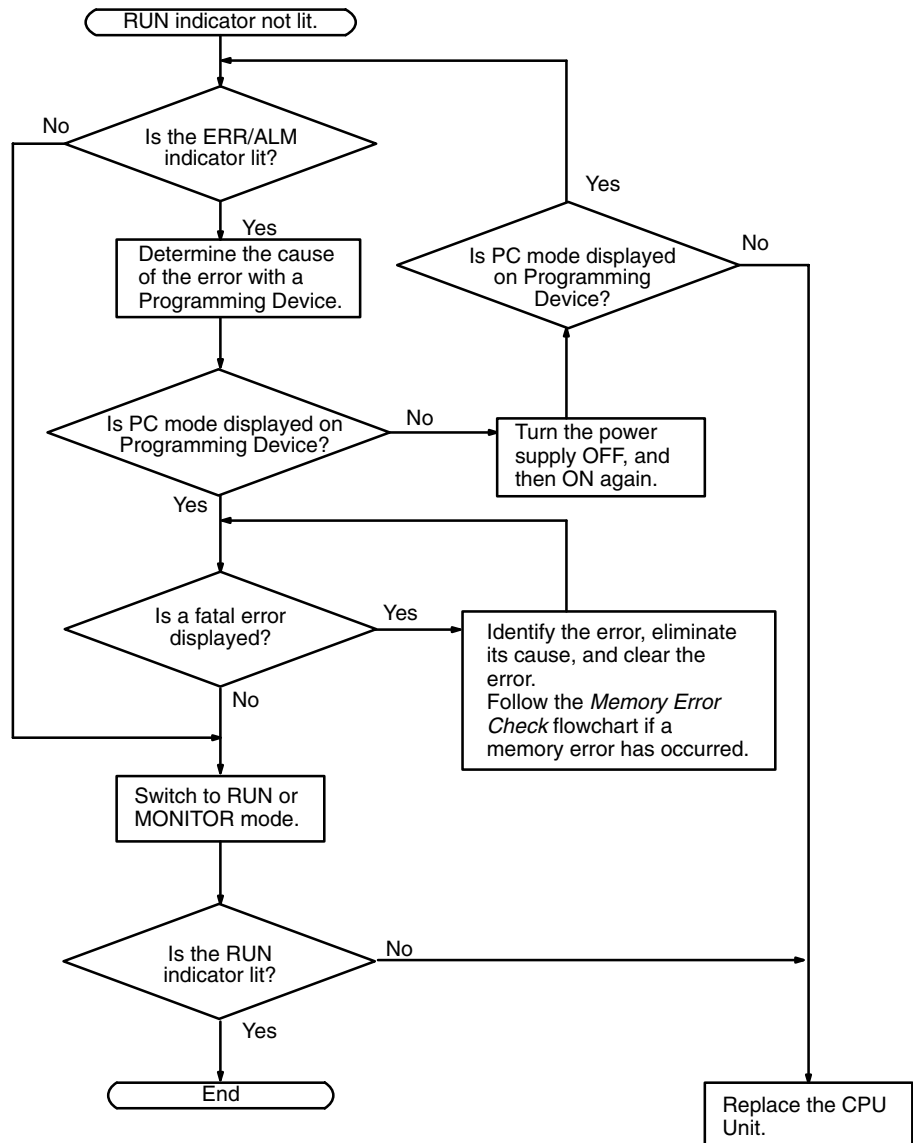 RUN indicator not lit.
No
Is the ERR/ALM
indicator lit?
Yes
Yes
Determine the cause
of the error with a
Programming Device.
Is PC mode displayed
on Programming
Device?
No
Is PC mode displayed on
Programming Device?
No
Turn the power
supply OFF, and
then ON again.
Yes
Is a fatal error
displayed?
Yes
Identify the error, eliminate
its cause, and clear the
error.
Follow the Memory Error
Check flowchart if a
memory error has occurred.
No
Switch to RUN or
MONITOR mode.
Is the RUN
indicator lit?
No
Yes
End
Replace the CPU
Unit.